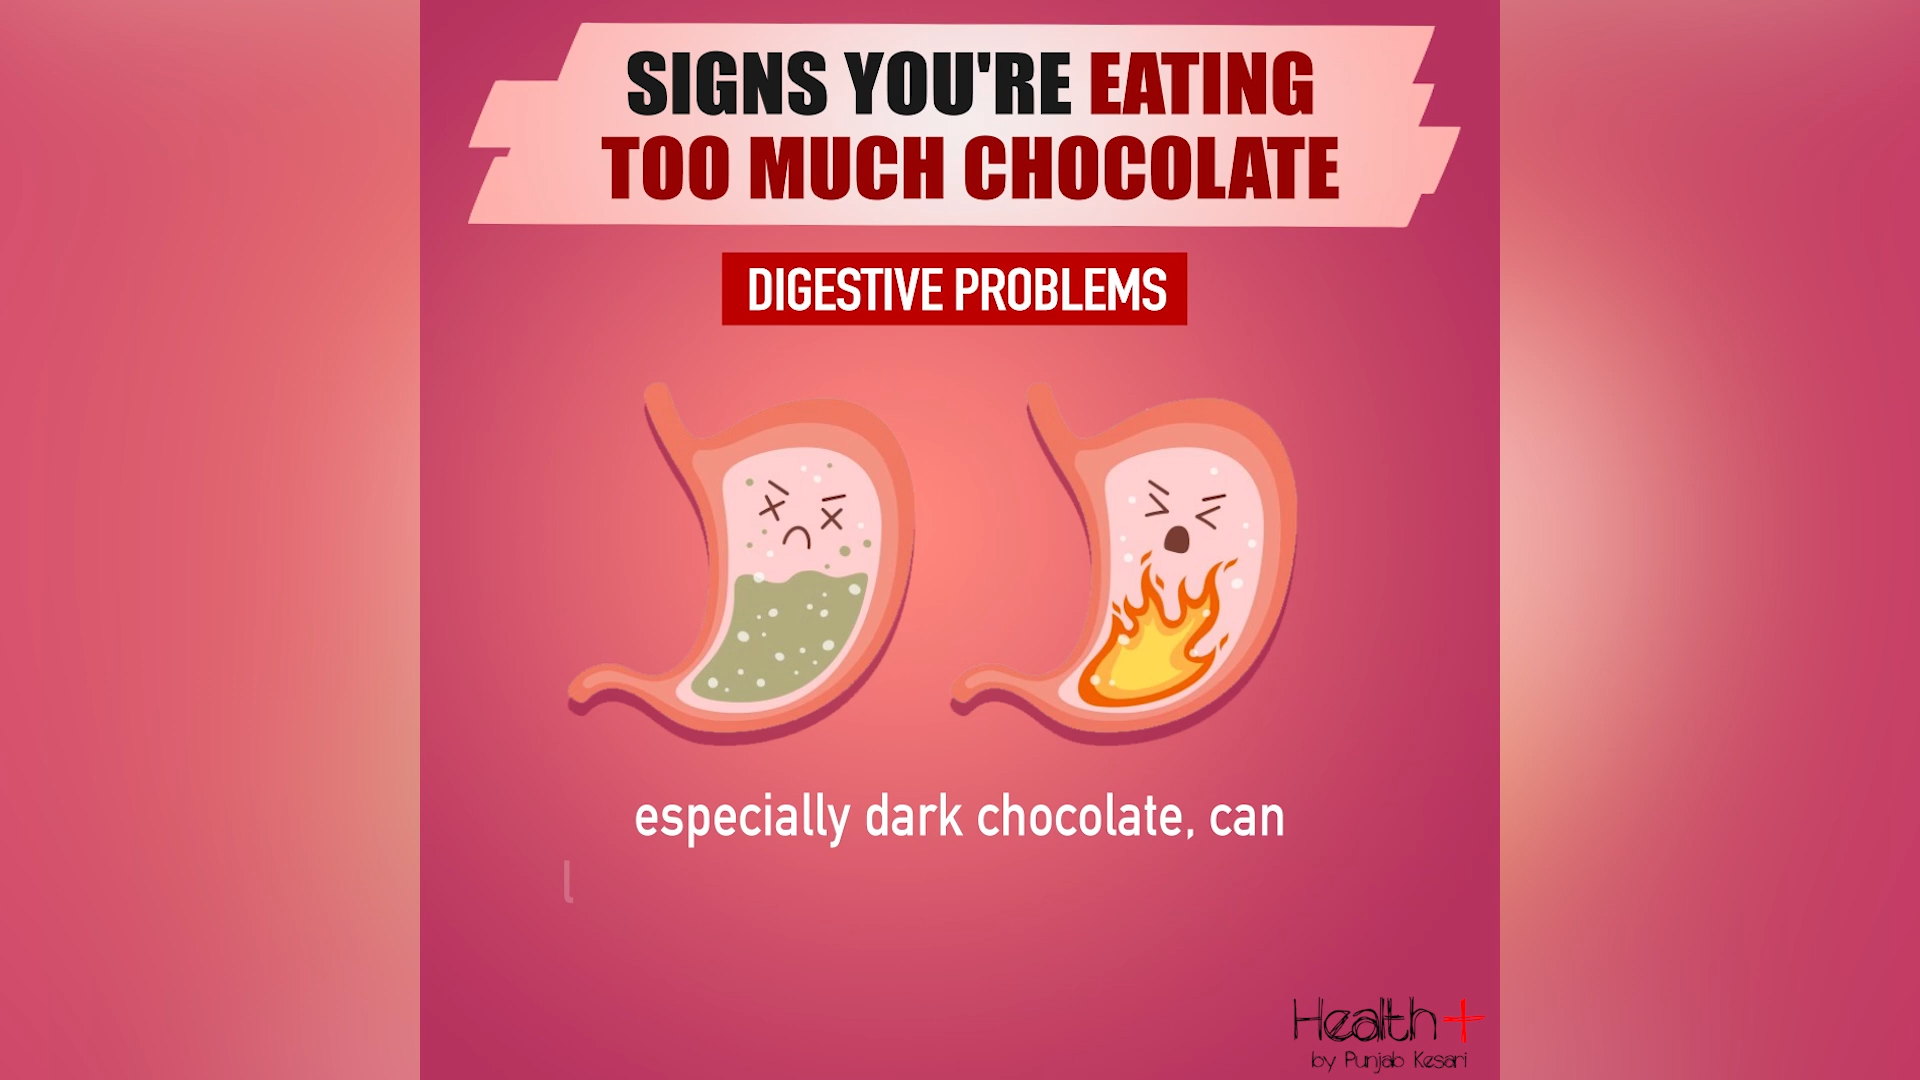 SIGNS YOU'RE EATING
TOO MUCH CHOCOLATE
DIGESTIVE PROBLEMS
especially dark chocolate, can
l
Health+
by Punjab Kesari